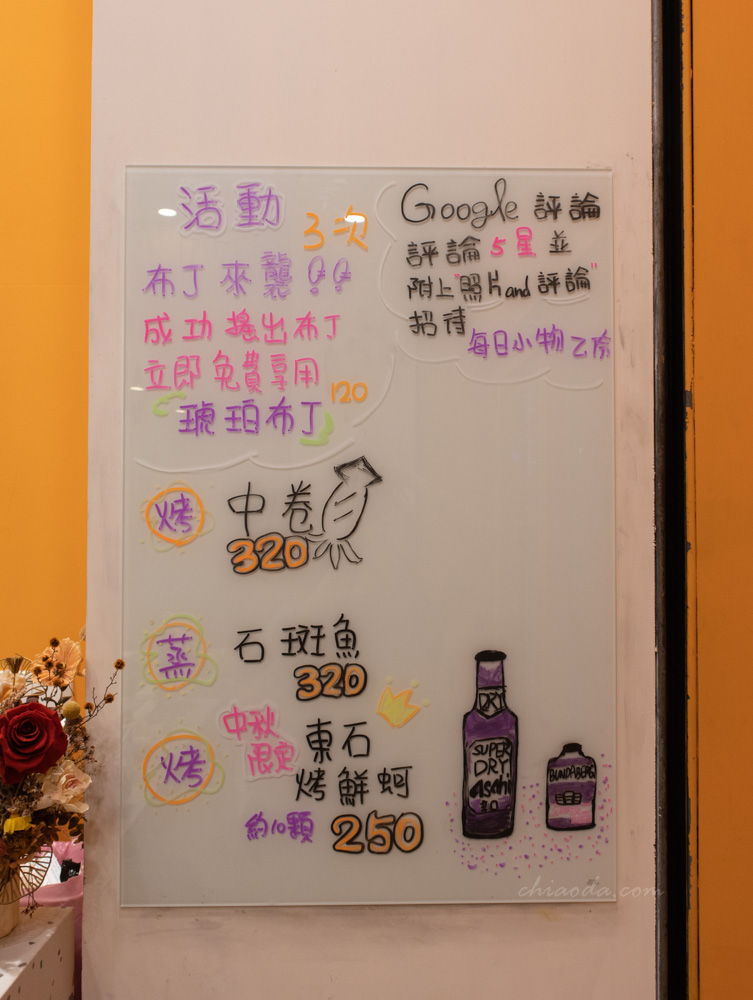 活動
3次
布丁來襲!!
成功搖出布丁
立即免費享用
120
琥珀布丁
Google 評論
評論5星並
附上"照片and評論"
招待
每日小物乙份
烤 中卷
320
蒸 石斑魚
320
烤 中秋限定 東石
烤鮮蚵
約10顆 250
DRY
SUPER
DRY
asahi
辛口
BUNDABERG
chiaoda.com